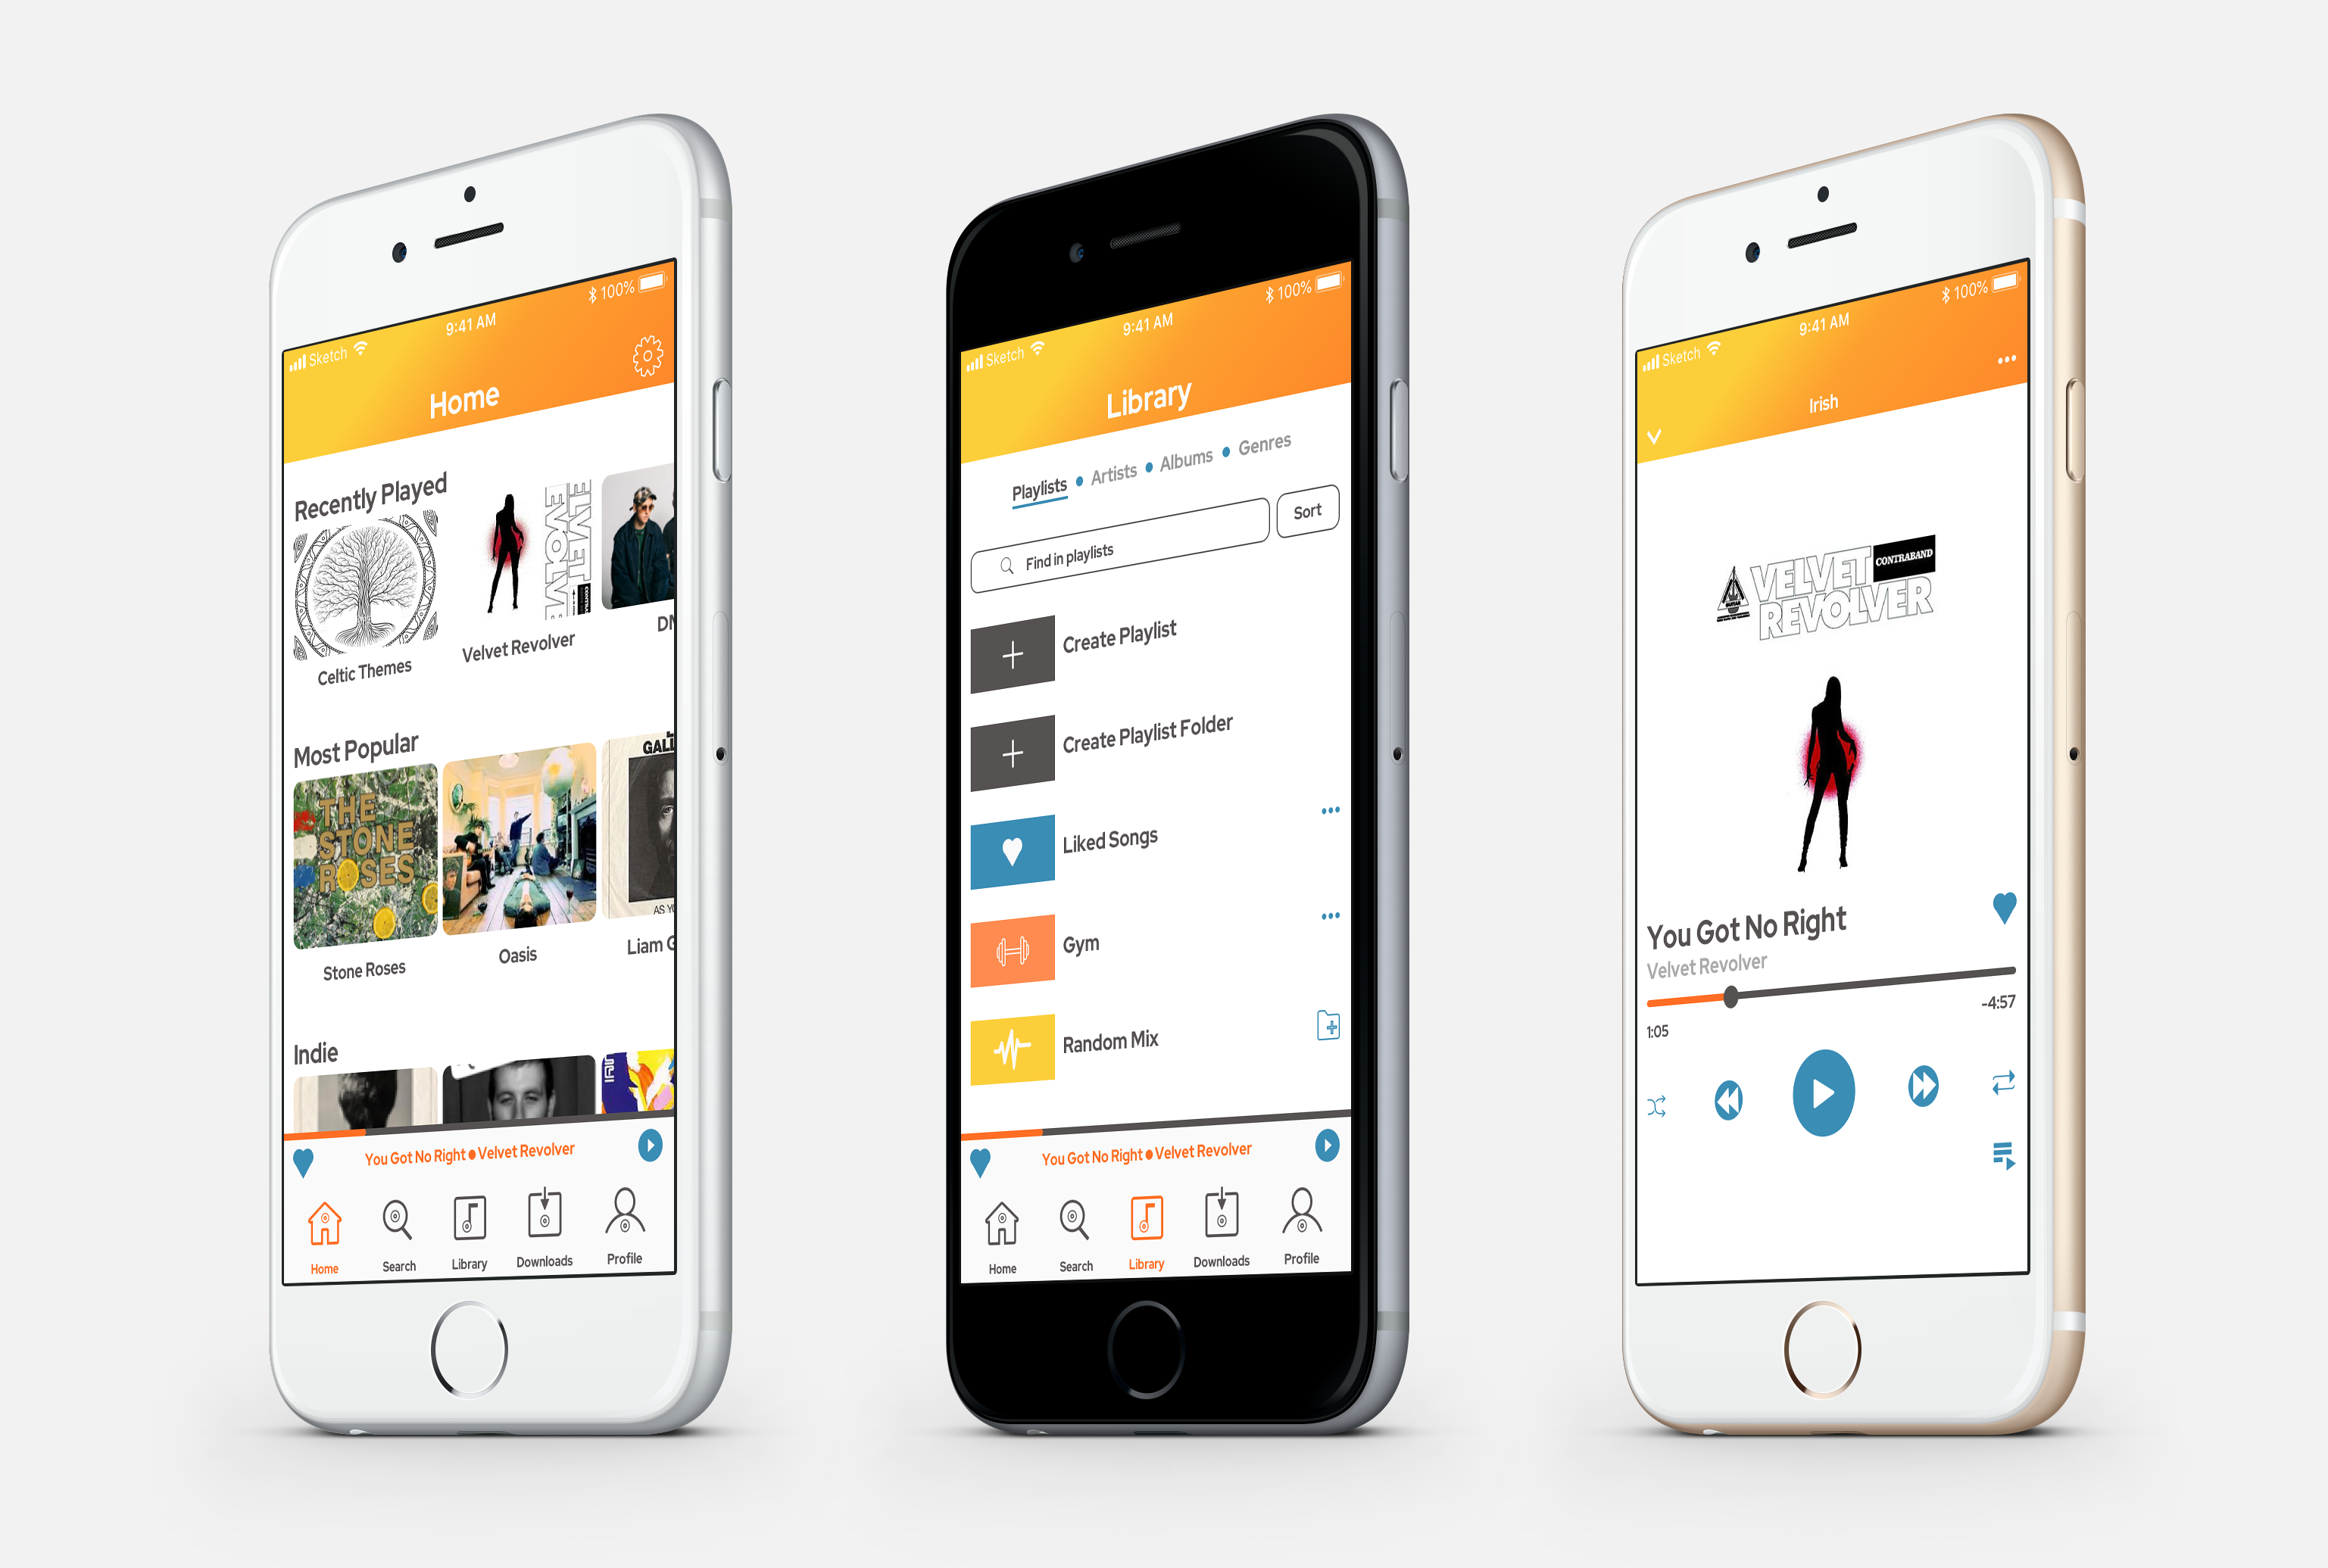 Sketch
9:41 AM
100%
Home
Recently Played
VELVET
REVOLVE
Celtic Themes
Velvet Revolver
DM
Most Popular
THE
STONE
ROSES
GALL
AS YO
Stone Roses
Oasis
Liam G
Indie
You Got No Right • Velvet Revolver
Home
Search
Library
Downloads
Profile
Sketch
9:41 AM
100%
Library
Playlists • Artists • Albums • Genres
Find in playlists
Sort
Create Playlist
Create Playlist Folder
Liked Songs
Gym
Random Mix
You Got No Right • Velvet Revolver
Home
Search
Library
Downloads
Profile
Sketch
9:41 AM
100%
Irish
VELVET
CONTRABAND
REVOLVER
You Got No Right
Velvet Revolver
1:05
-4:57